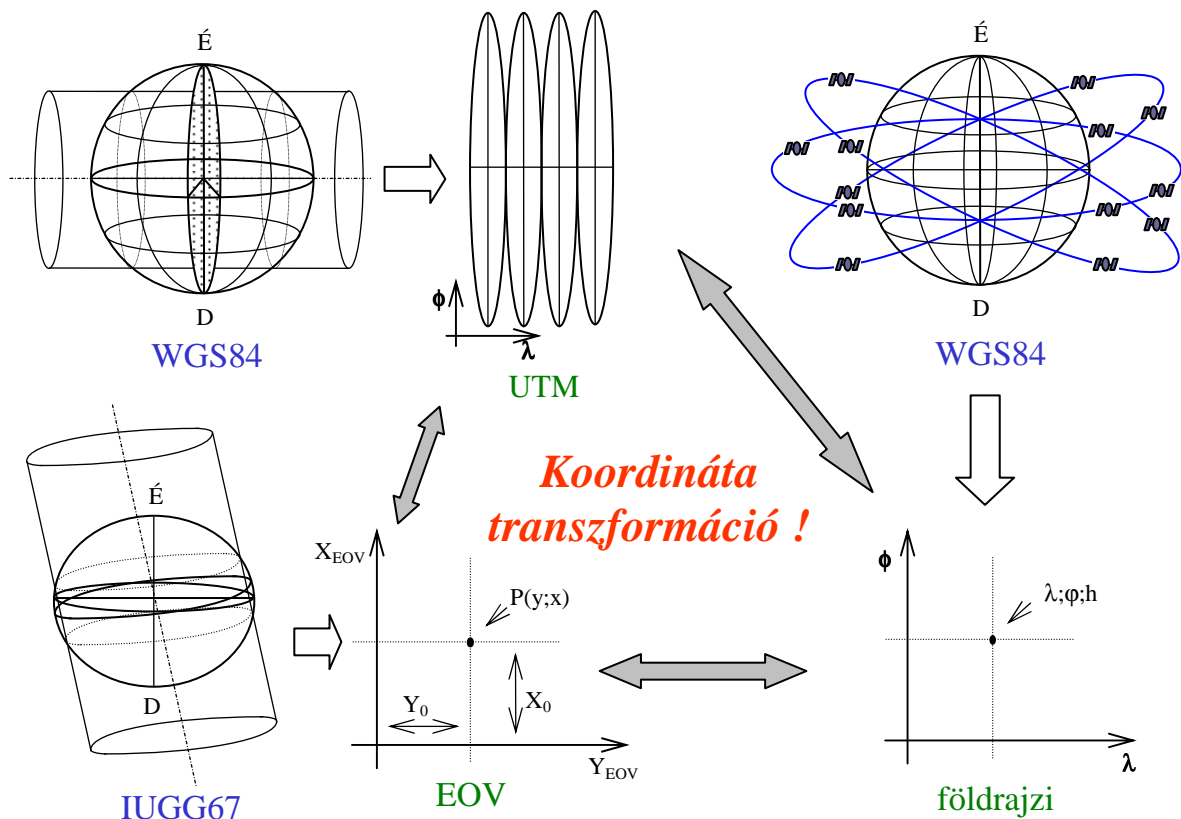 É
D
WGS84
ϕ
λ
UTM
É
D
WGS84
Koordináta
transzformáció !
É
D
IUGG67
X_EOV
P(y;x)
Y_0
X_0
Y_EOV
EOV
ϕ
λ;φ;h
λ
földrajzi